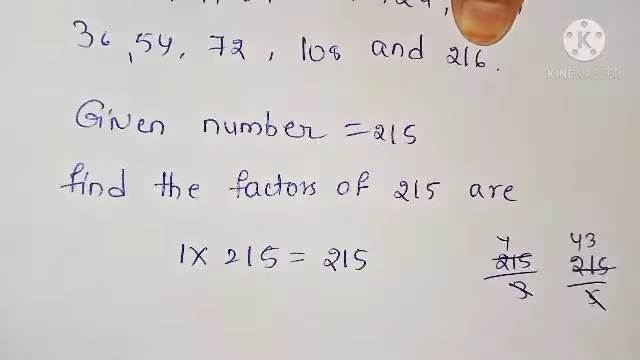 36, 54, 72, 108 and 216.
KINEMASTER
Given number = 215
find the factors of 215 are
1 x 215 = 215
4 43
215 215
3 5